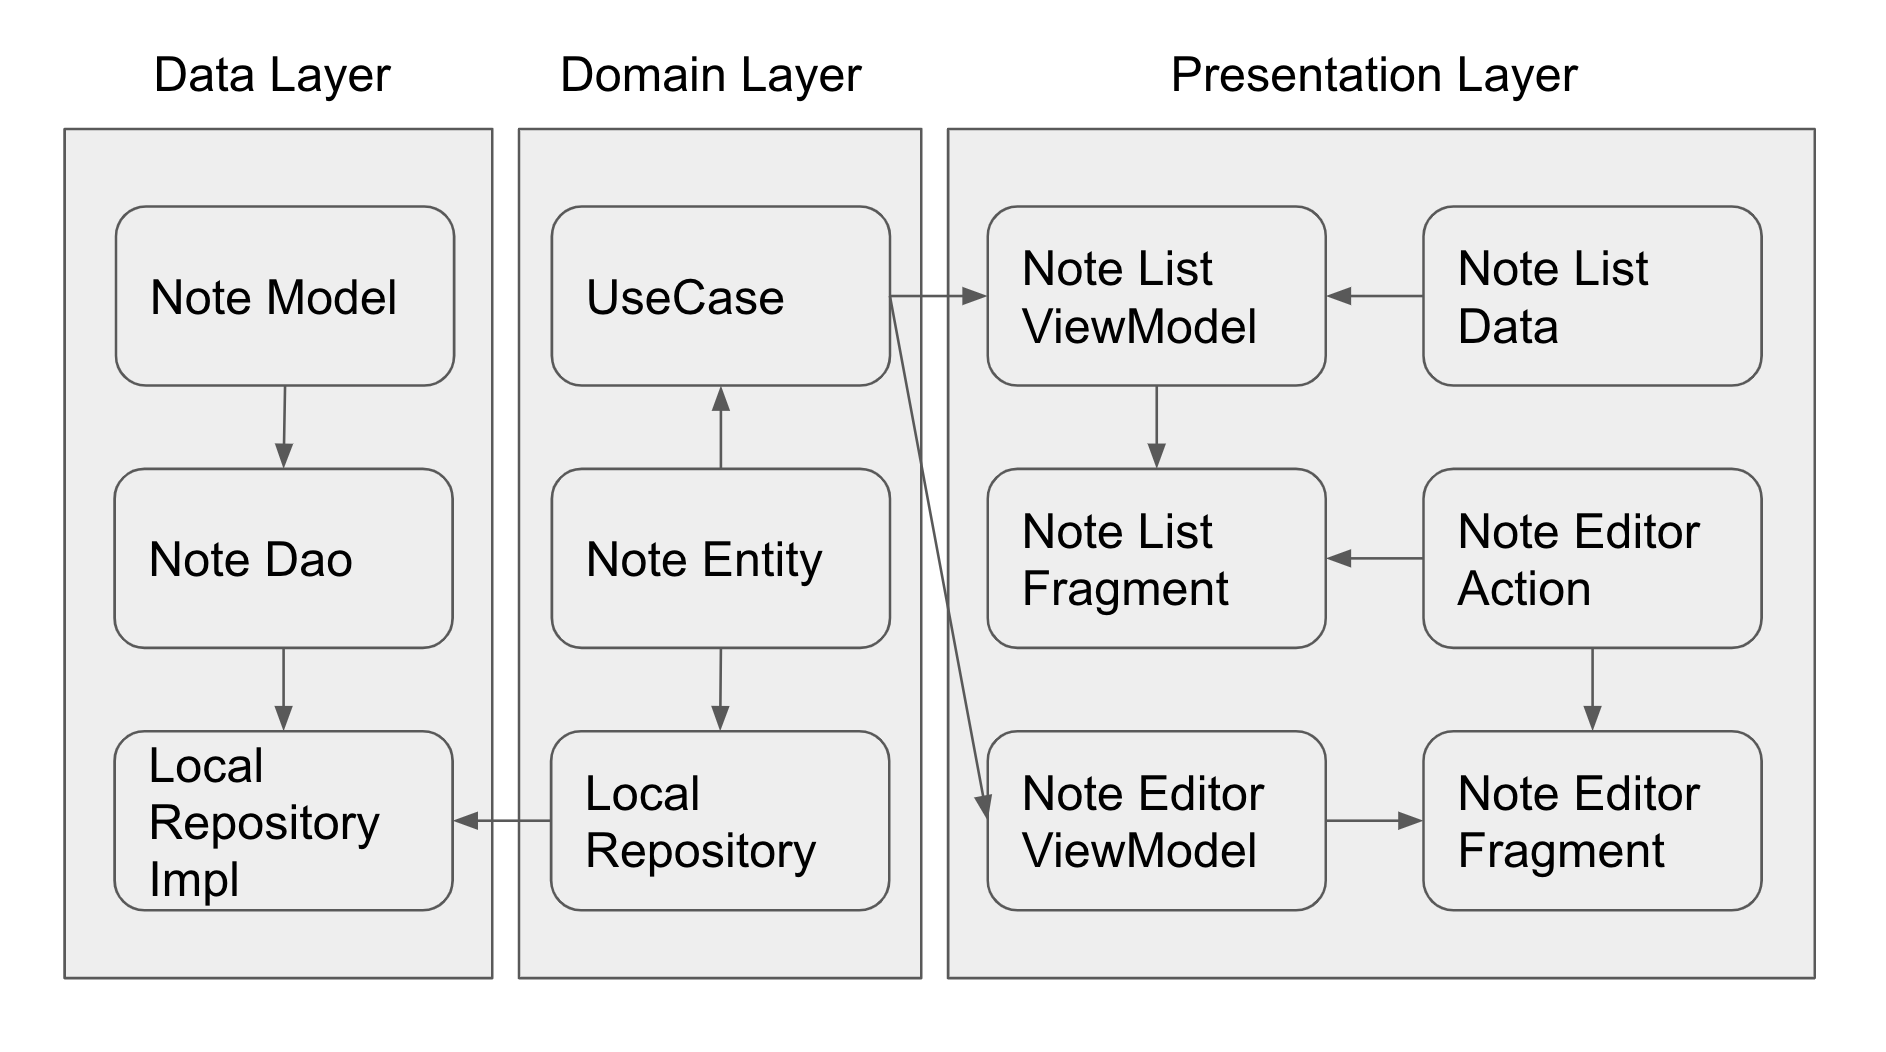 Data Layer
Domain Layer
Presentation Layer
Note Model
Note Dao
Local
Repository
Impl
UseCase
Note Entity
Local
Repository
Note List
ViewModel
Note List
Data
Note List
Fragment
Note Editor
Action
Note Editor
ViewModel
Note Editor
Fragment